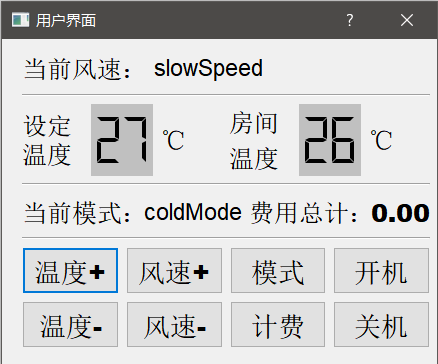 用户界面
当前风速： slowSpeed
设定温度 27 ℃ 房间温度 26 ℃
当前模式：coldMode 费用总计：0.00
温度+ 风速+ 模式 开机
温度- 风速- 计费 关机